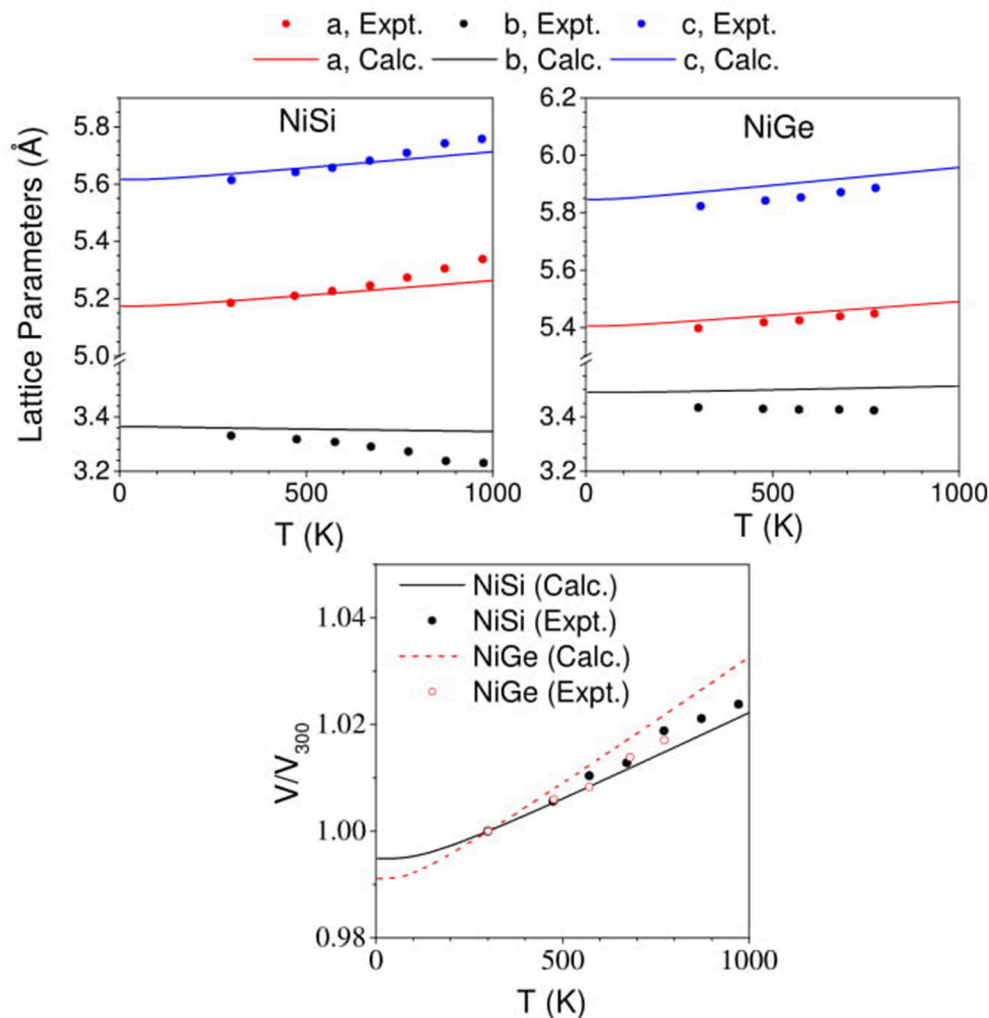 a, Expt. b, Expt. c, Expt.
a, Calc. b, Calc. c, Calc.
Lattice Parameters (Å)
NiSi
5.8
5.6
5.4
5.2
5.0
3.4
3.2
0 500 1000
T (K)
NiGe
6.2
6.0
5.8
5.6
5.4
3.4
3.2
0 500 1000
T (K)
V/V300
NiSi (Calc.)
NiSi (Expt.)
NiGe (Calc.)
NiGe (Expt.)
1.04
1.02
1.00
0.98
0 500 1000
T (K)